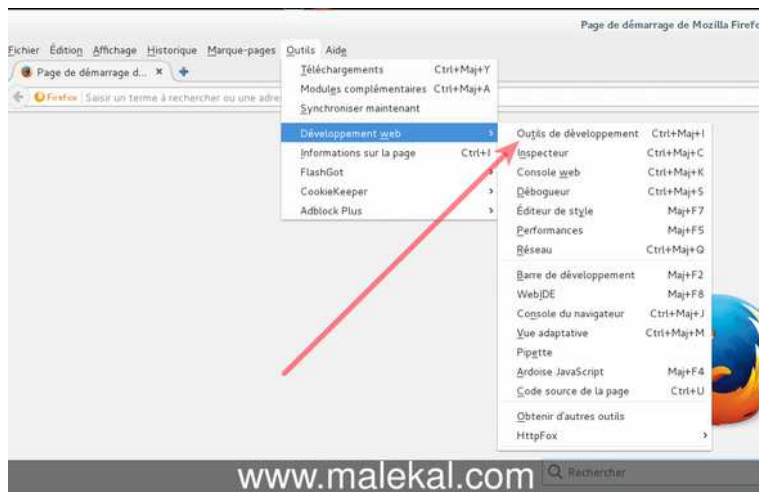 Page de démarrage de Mozilla Firefo
Fichier Édition Affichage Historique Marque-pages Outils Aide
Page de démarrage d... × +
Firefox Saisir un terme à rechercher ou une adre
Téléchargements Ctrl+Maj+Y
Modules complémentaires Ctrl+Maj+A
Synchroniser maintenant
Développement web
Informations sur la page Ctrl+I
FlashGot
CookieKeeper
Adblock Plus
Outils de développement Ctrl+Maj+I
Inspecteur Ctrl+Maj+C
Console web Ctrl+Maj+K
Débogueur Ctrl+Maj+S
Éditeur de style Maj+F7
Performances Maj+F5
Réseau Ctrl+Maj+Q
Barre de développement Maj+F2
WebIDE Maj+F8
Console du navigateur Ctrl+Maj+J
Vue adaptative Ctrl+Maj+M
Pipette
Ardoise JavaScript Maj+F4
Code source de la page Ctrl+U
Obtenir d'autres outils
HttpFox
www.malekal.com
Rechercher